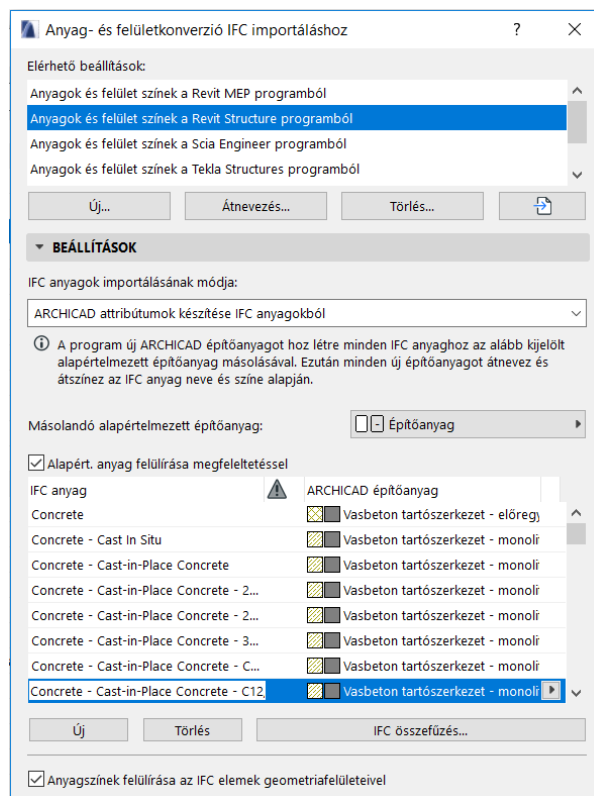 Anyag- és felületkonverzió IFC importáláshoz
Elérhető beállítások:
Anyagok és felület színek a Revit MEP programból
Anyagok és felület színek a Revit Structure programból
Anyagok és felület színek a Scia Engineer programból
Anyagok és felület színek a Tekla Structures programból
Új... Átnevezés... Törlés...
BEÁLLÍTÁSOK
IFC anyagok importálásának módja:
ARCHICAD attribútumok készítése IFC anyagokból
A program új ARCHICAD építőanyagot hoz létre minden IFC anyaghoz az alább kijelölt
alapértelmezett építőanyag másolásával. Ezután minden új építőanyagot átnevez és
átszínez az IFC anyag neve és színe alapján.
Másolandó alapértelmezett építőanyag: Építőanyag
Alapért. anyag felülírása megfeleltetéssel
IFC anyag ARCHICAD építőanyag
Concrete Vasbeton tartószerkezet - előregy
Concrete - Cast In Situ Vasbeton tartószerkezet - monolit
Concrete - Cast-in-Place Concrete Vasbeton tartószerkezet - monolit
Concrete - Cast-in-Place Concrete - 2... Vasbeton tartószerkezet - monolit
Concrete - Cast-in-Place Concrete - 2... Vasbeton tartószerkezet - monolit
Concrete - Cast-in-Place Concrete - 3... Vasbeton tartószerkezet - monolit
Concrete - Cast-in-Place Concrete - C... Vasbeton tartószerkezet - monolit
Concrete - Cast-in-Place Concrete - C12 Vasbeton tartószerkezet - monolit
Új Törlés IFC összefűzés...
Anyagszínek felülírása az IFC elemek geometriafelületeivel